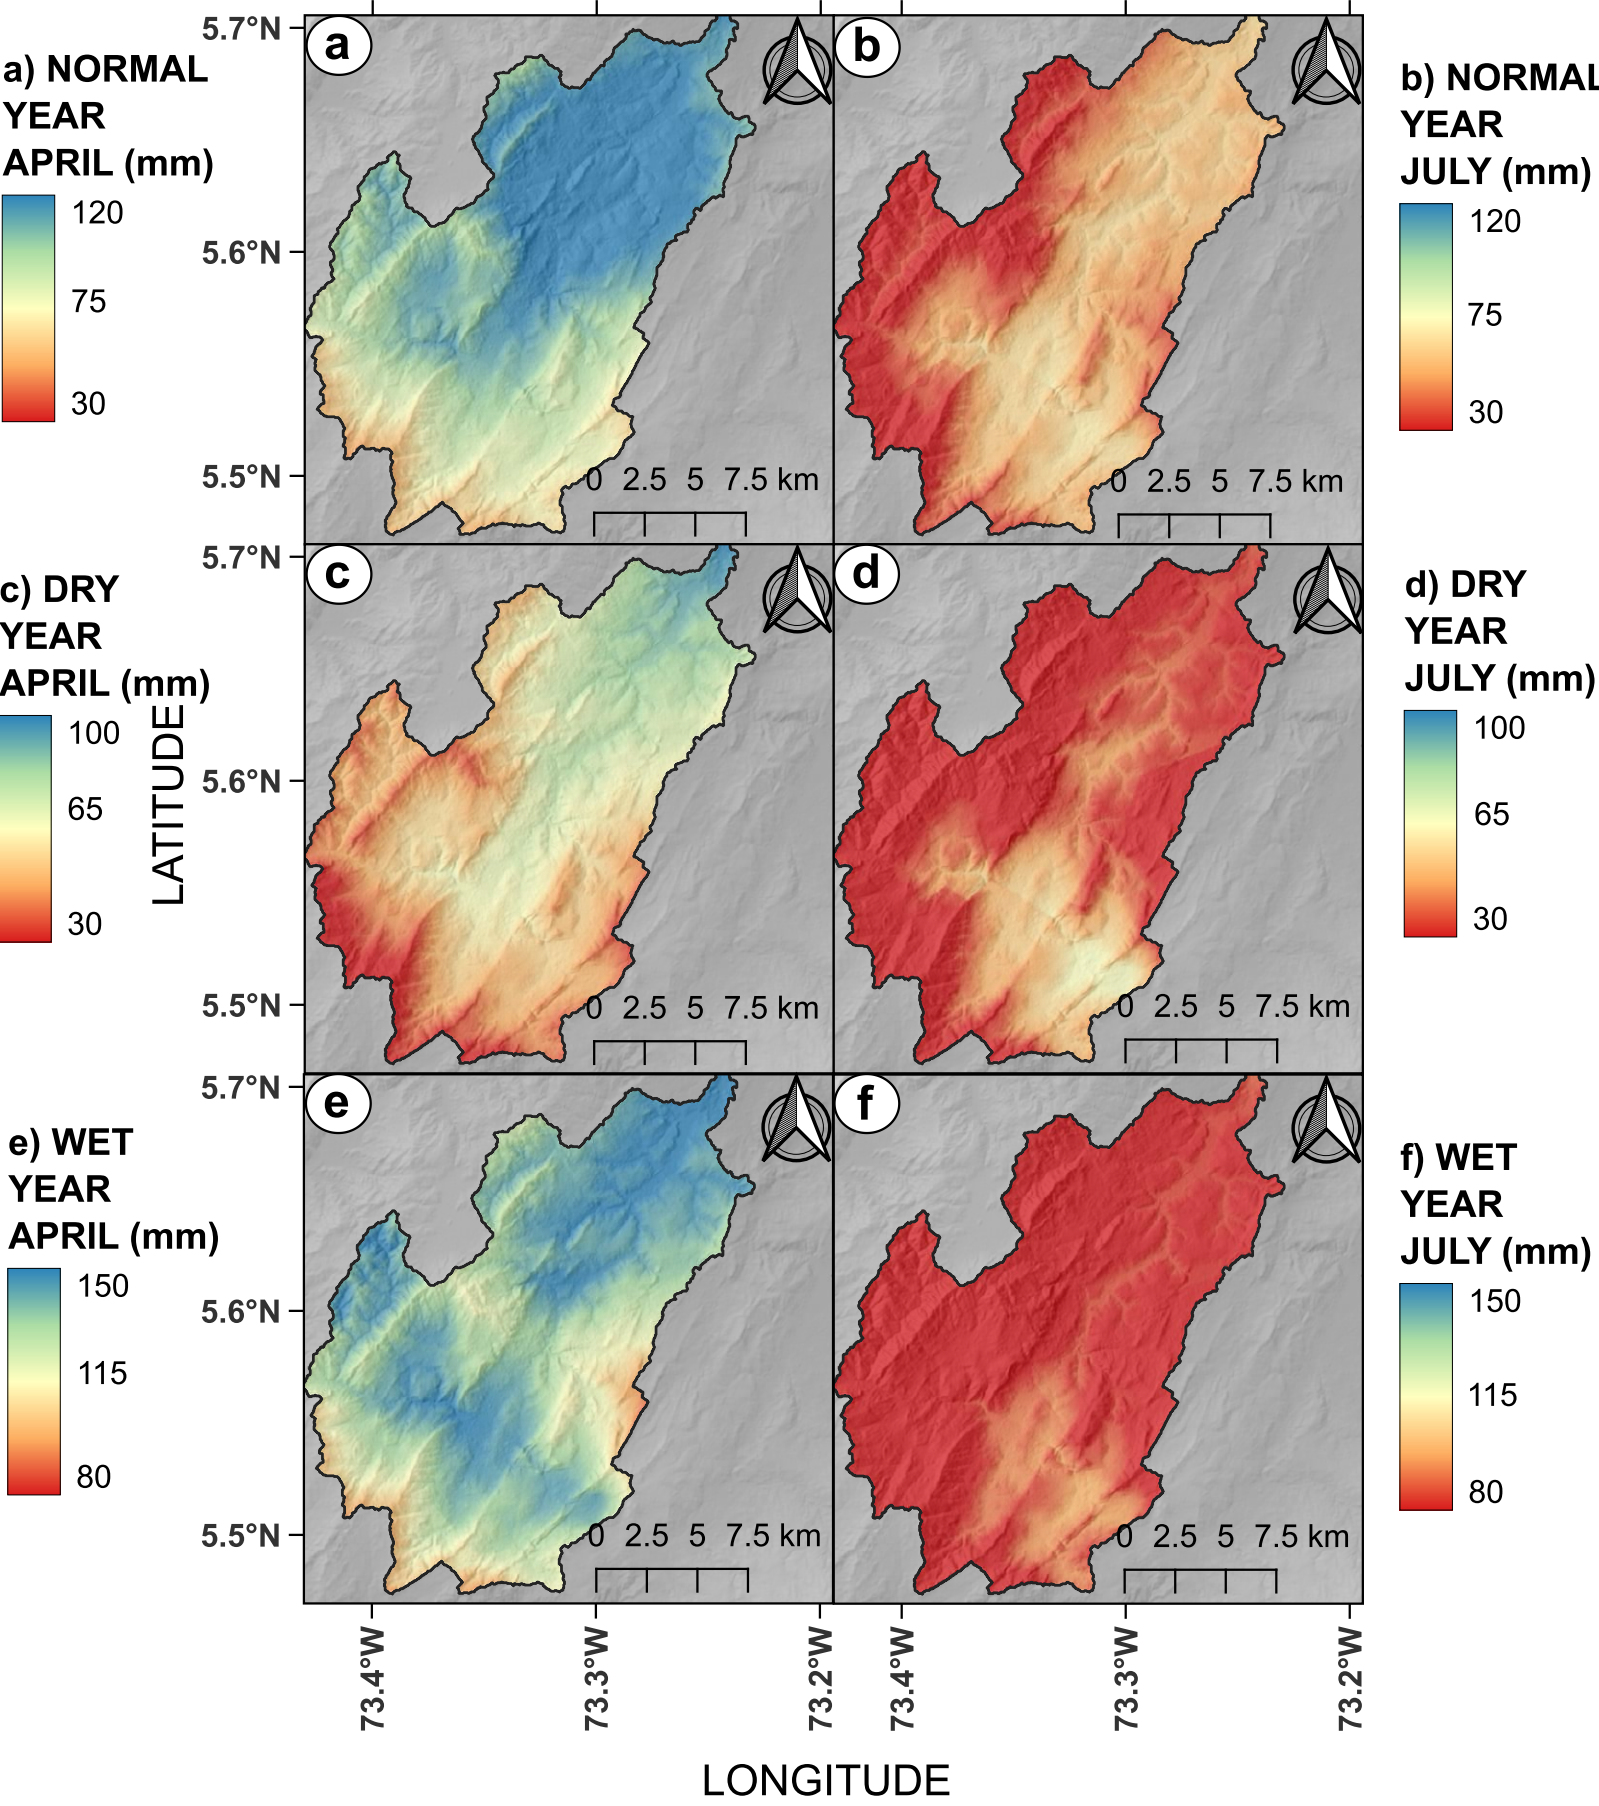 a) NORMAL
YEAR
APRIL (mm)
120
75
30
a
5.7°N
5.6°N
5.5°N
0 2.5 5 7.5 km
b
0 2.5 5 7.5 km
b) NORMAL
YEAR
JULY (mm)
120
75
30
c) DRY
YEAR
APRIL (mm)
100
65
30
LATITUDE
c
5.7°N
5.6°N
5.5°N
0 2.5 5 7.5 km
d
0 2.5 5 7.5 km
d) DRY
YEAR
JULY (mm)
100
65
30
e) WET
YEAR
APRIL (mm)
150
115
80
e
5.7°N
5.6°N
5.5°N
0 2.5 5 7.5 km
f
0 2.5 5 7.5 km
f) WET
YEAR
JULY (mm)
150
115
80
73.4°W 73.3°W 73.2°W 73.4°W 73.3°W 73.2°W
LONGITUDE